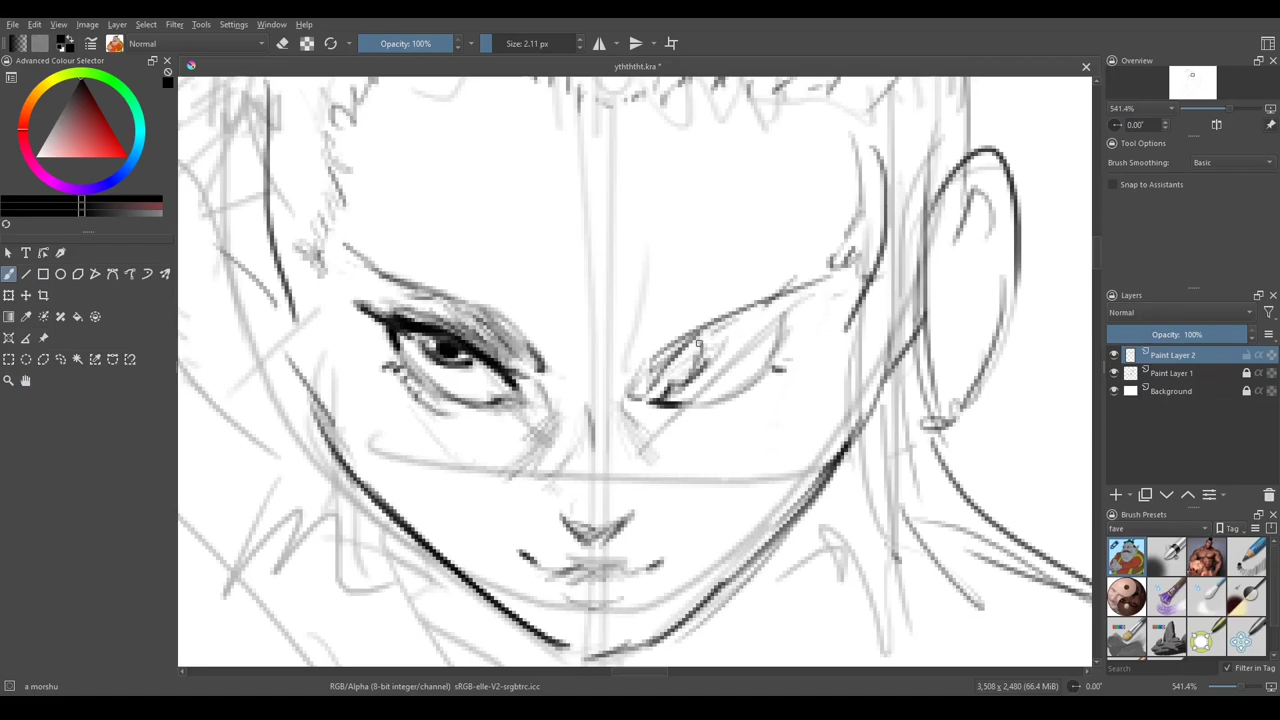 File Edit View Image Layer Select Filter Tools Settings Window Help
Normal Opacity: 100% Size: 2.11 px
Advanced Colour Selector
ythththt.kra *
Overview
541.4% 0.00°
Tool Options
Brush Smoothing: Basic
Snap to Assistants
Layers
Normal
Opacity: 100%
Paint Layer 2
Paint Layer 1
Background
Brush Presets
fave Tag
Search Filter in Tag
a morshu RGB/Alpha (8-bit integer/channel) sRGB-elle-V2-srgbtrc.icc 3,508 x 2,480 (66.4 MiB) 0.00° 541.4%